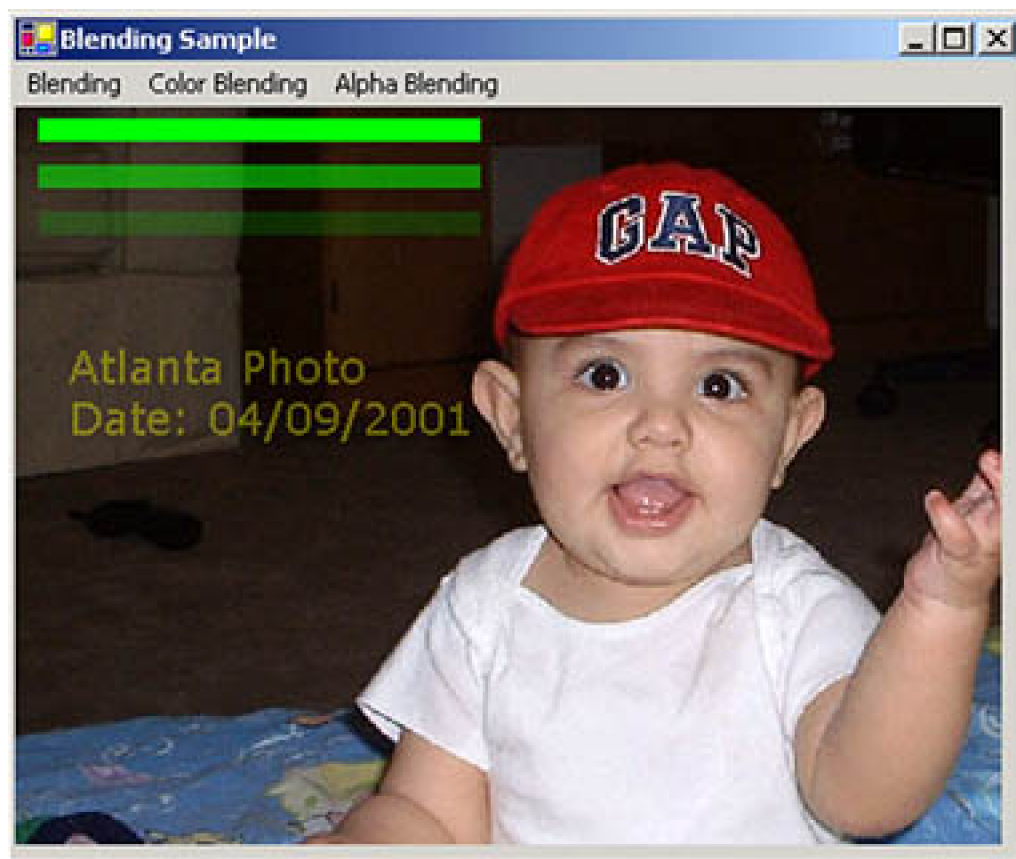 Blending Sample
Blending Color Blending Alpha Blending
GAP
Atlanta Photo
Date: 04/09/2001